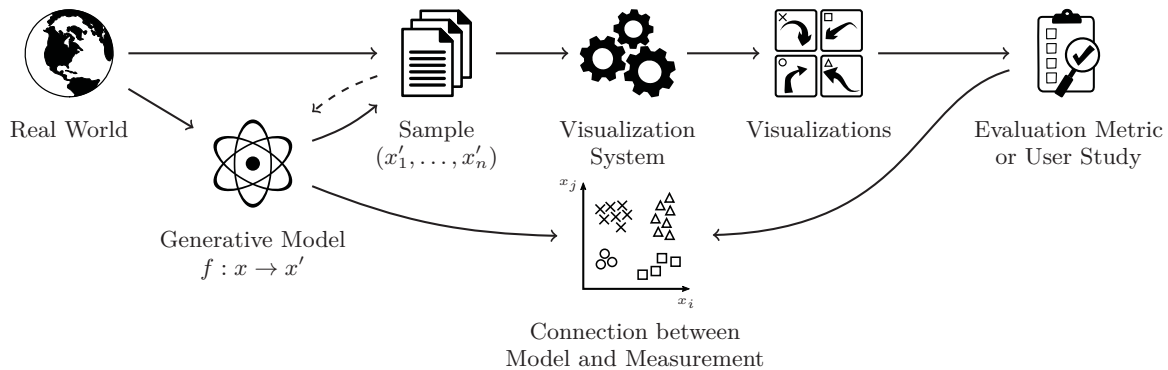 Real World
Sample
(x′₁, . . . , x′ₙ)
Visualization
System
Visualizations
Evaluation Metric
or User Study
Generative Model
f : x → x′
xⱼ
xᵢ
Connection between
Model and Measurement